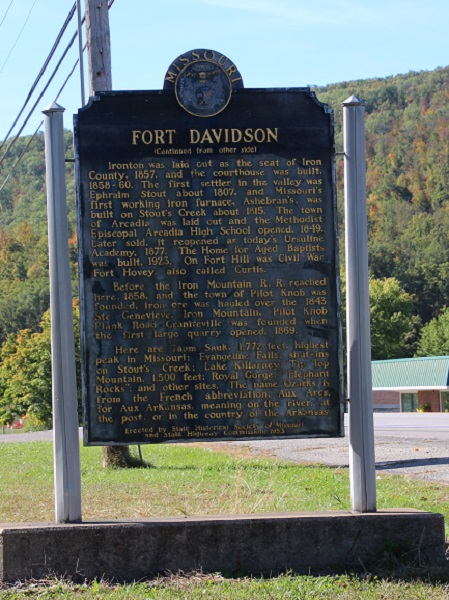 MISSOURI
FORT DAVIDSON
(Continued from other side)
Ironton was laid out as the seat of Iron
County, 1857, and the courthouse was built,
1858-60. The first settler in the valley was
Ephraim Stout about 1807, and Missouri's
first working iron furnace, Ashebran's, was
built on Stout's Creek about 1815. The town
of Arcadia was laid out and the Methodist
Episcopal Arcadia High School opened, 1849.
Later sold, it reopened as today's Ursuline
Academy, 1877. The Home for Aged Baptists
was built, 1923. On Fort Hill was Civil War
Fort Hovey, also called Curtis.
Before the Iron Mountain R. R. reached
here, 1858, and the town of Pilot Knob was
founded, iron ore was hauled over the 1843
Ste. Genevieve, Iron Mountain, Pilot Knob
Plank Road. Graniteville was founded when
the first large quarry opened, 1869.
Here are Taum Sauk, 1,772 feet, highest
peak in Missouri; Evangeline Falls, shut-ins
on Stout's Creek; Lake Killarney; Tip Top
Mountain, 1,500 feet; Royal Gorge; Elephant
Rocks; and other sites. The name Ozarks is
from the French abbreviation, Aux Arcs,
for Aux Arkansas, meaning on the river, at
the post, or in the country of the Arkansas.
Erected by State Historical Society of Missouri
and State Highway Commission, 1953